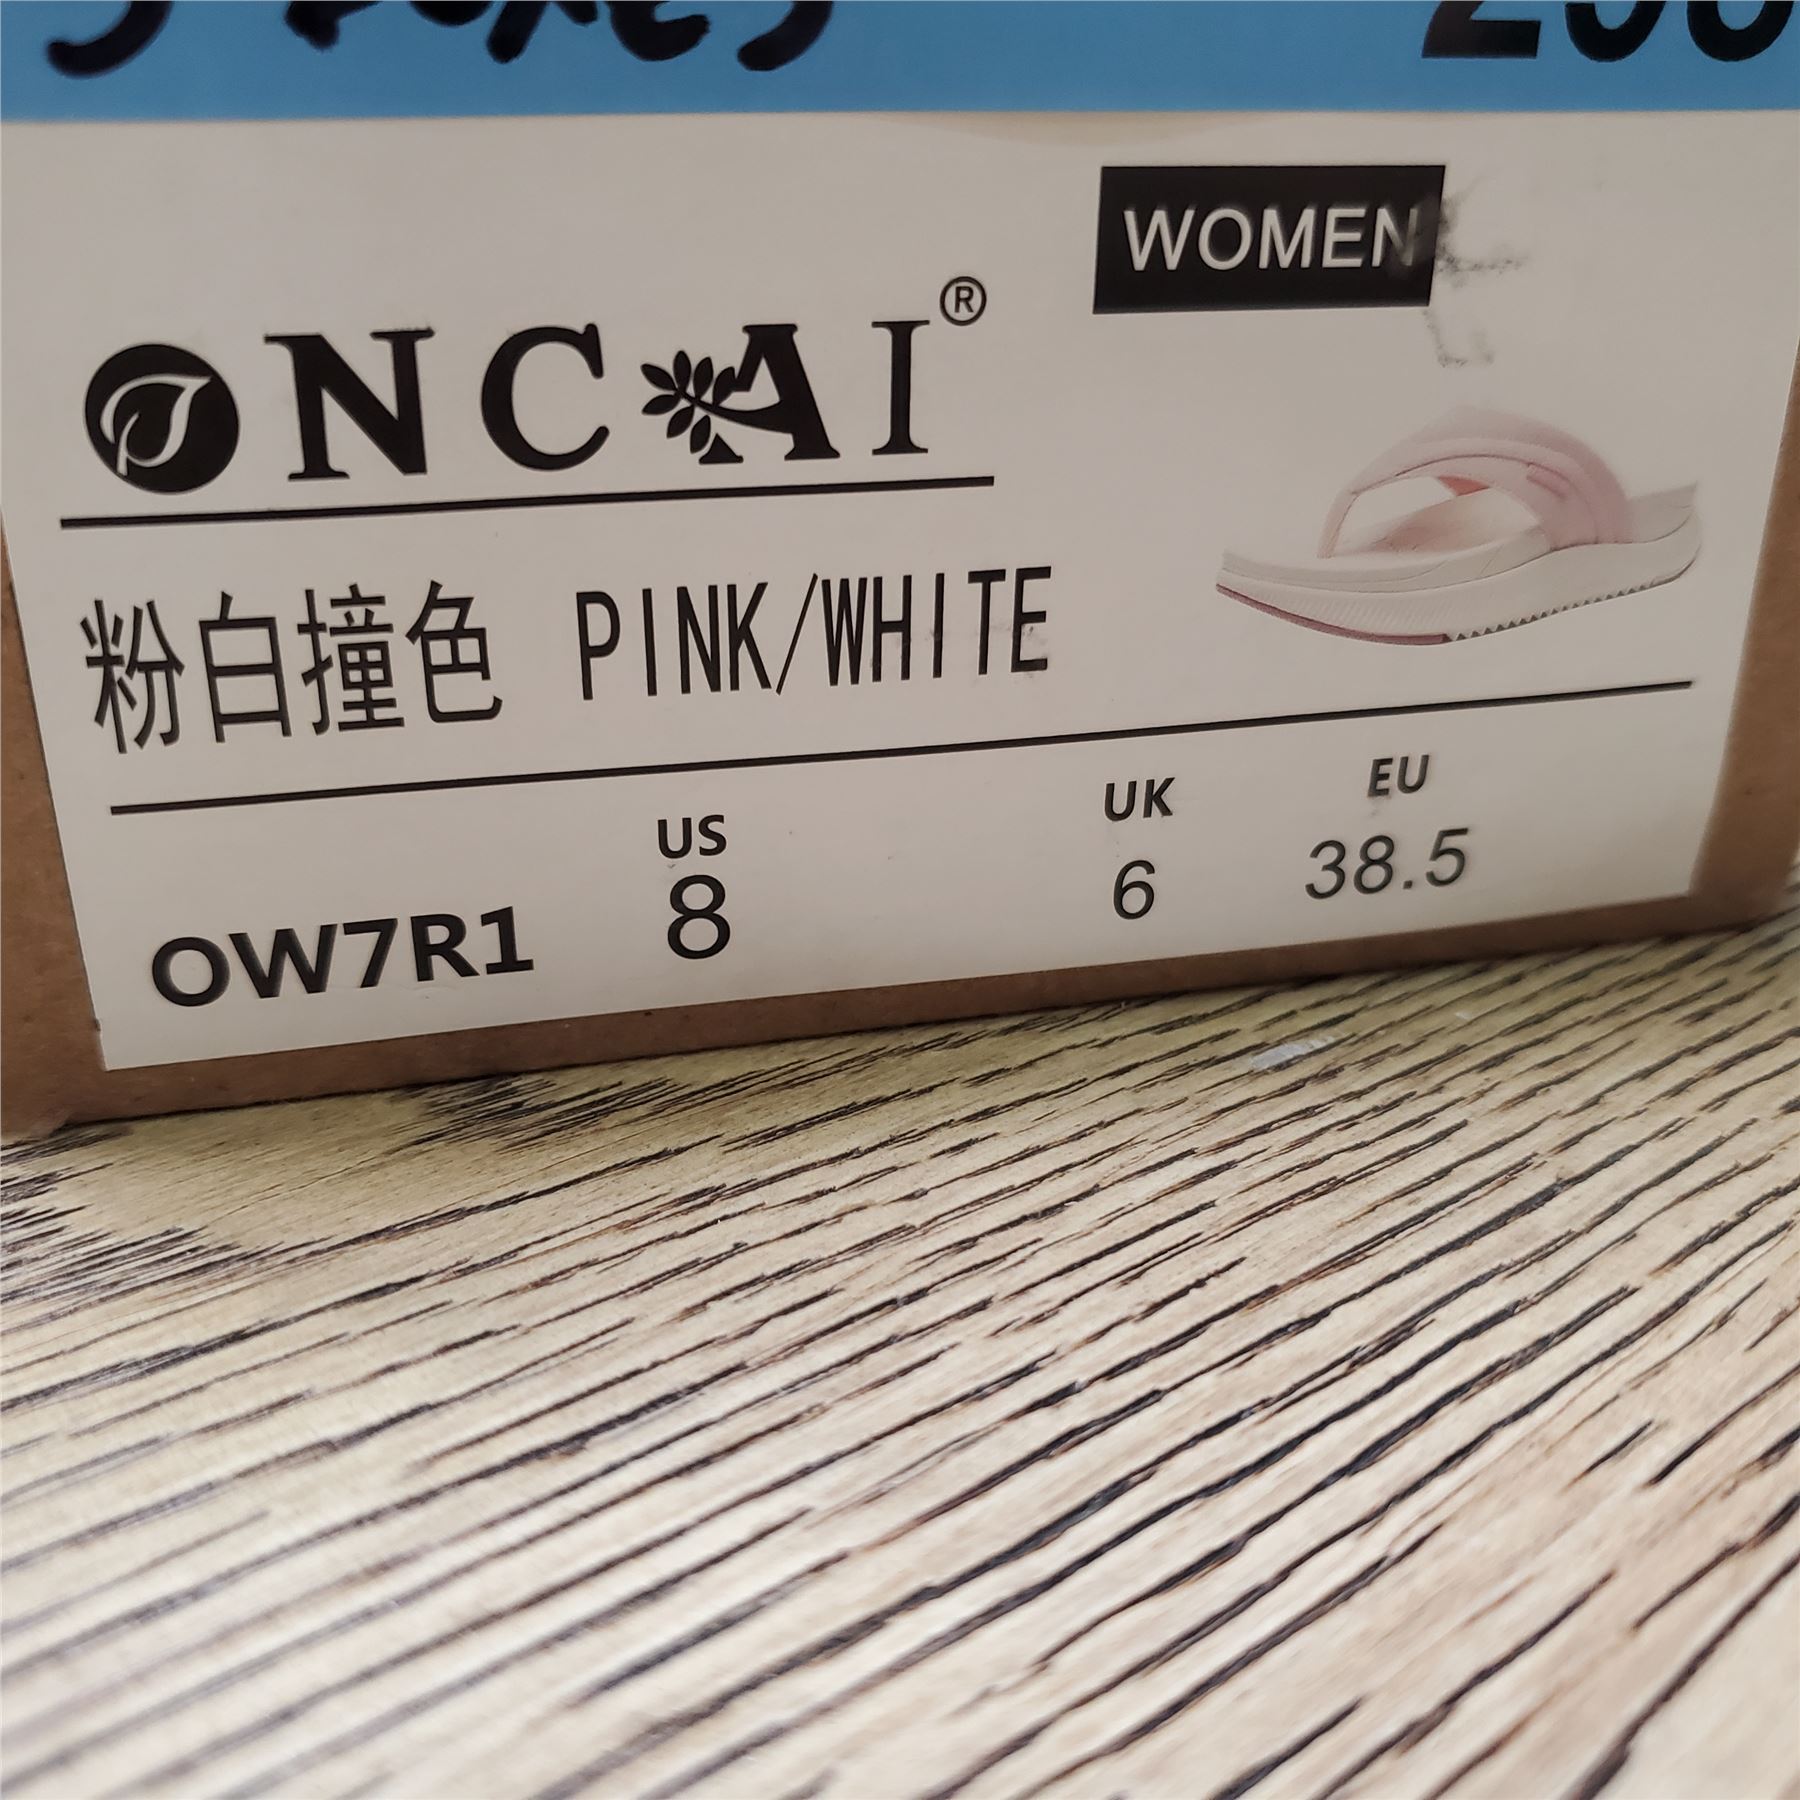 WOMEN
ONCAI®
粉白撞色 PINK/WHITE
US UK EU
OW7R1 8 6 38.5